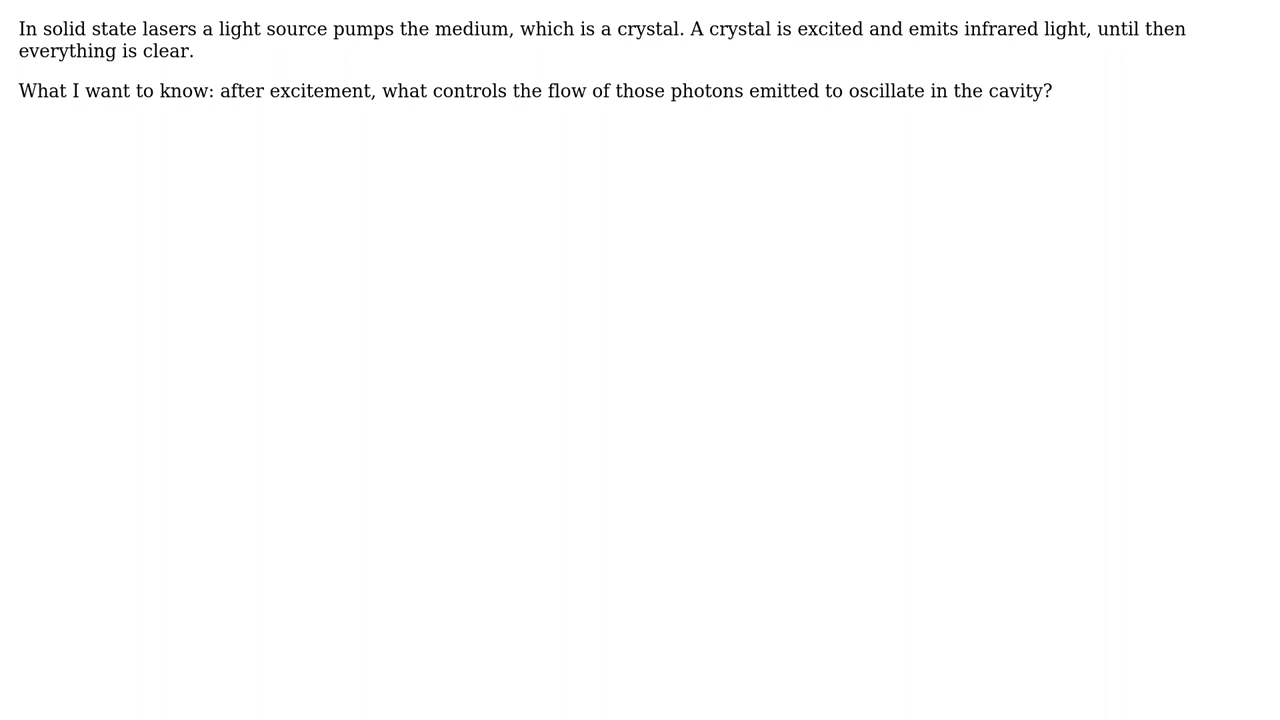 In solid state lasers a light source pumps the medium, which is a crystal. A crystal is excited and emits infrared light, until then
everything is clear.
What I want to know: after excitement, what controls the flow of those photons emitted to oscillate in the cavity?